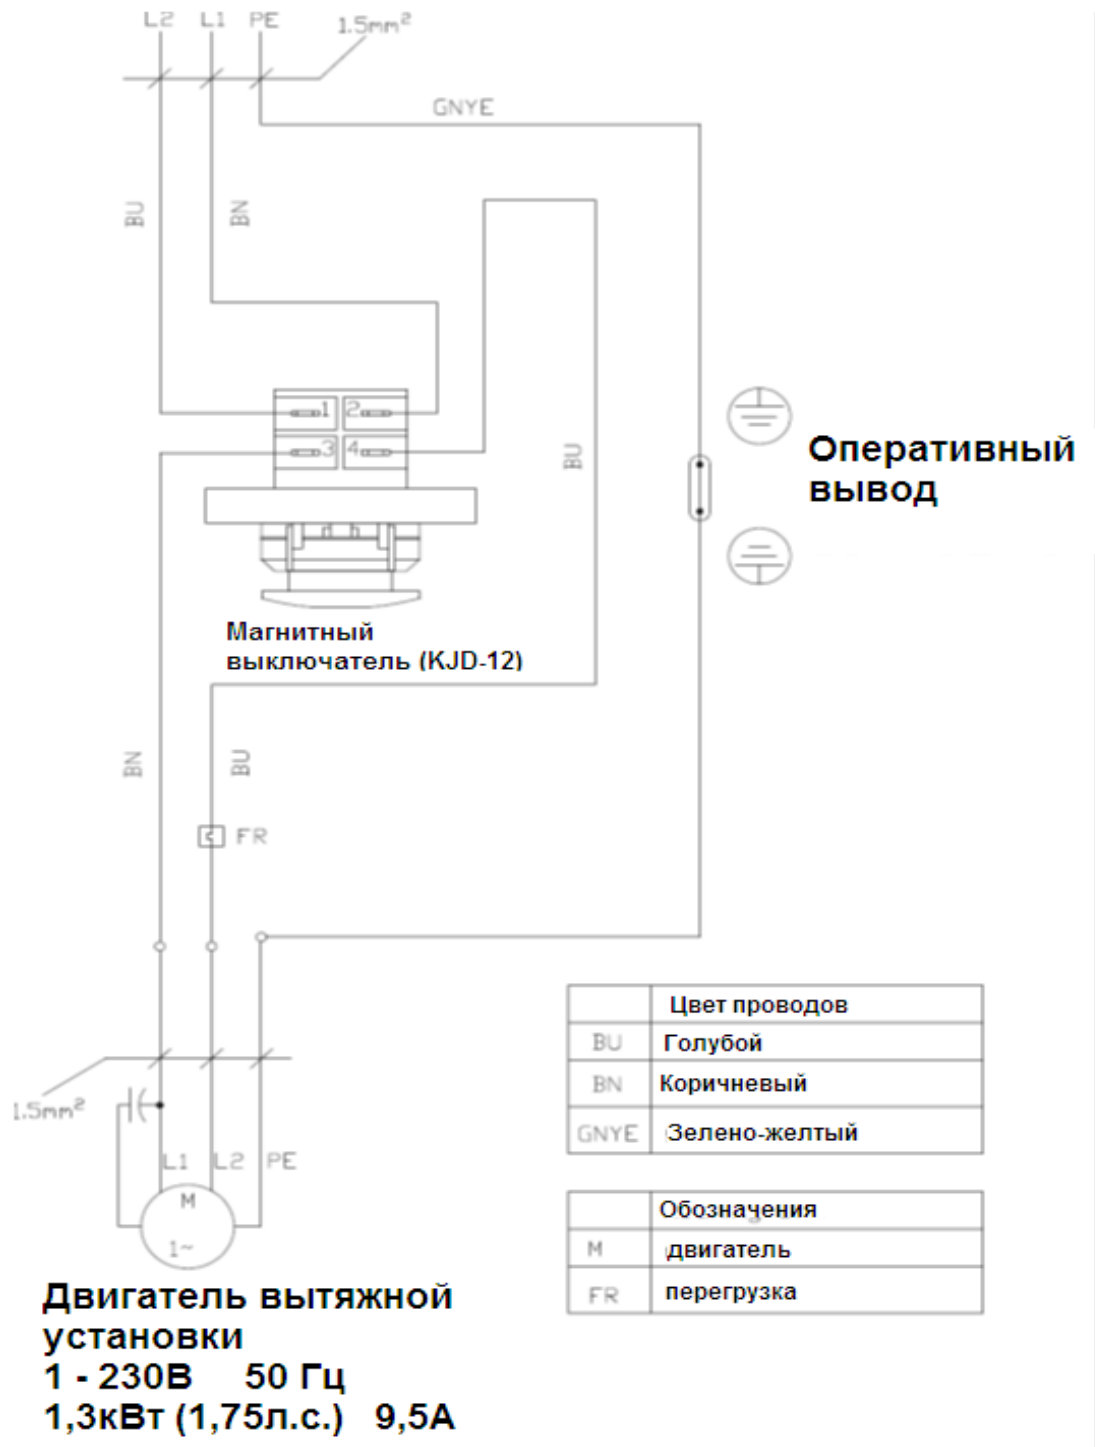 L2 L1 PE
1.5mm²
GNYE
BU
BN
1 2
3 4
BU
Оперативный
вывод
Магнитный
выключатель (KJD-12)
BN
BU
FR
1.5mm²
L1 L2 PE
M
1~
Цвет проводов
BU Голубой
BN Коричневый
GNYE Зелено-желтый
Обозначения
M двигатель
FR перегрузка
Двигатель вытяжной
установки
1 - 230В 50 Гц
1,3кВт (1,75л.с.) 9,5А